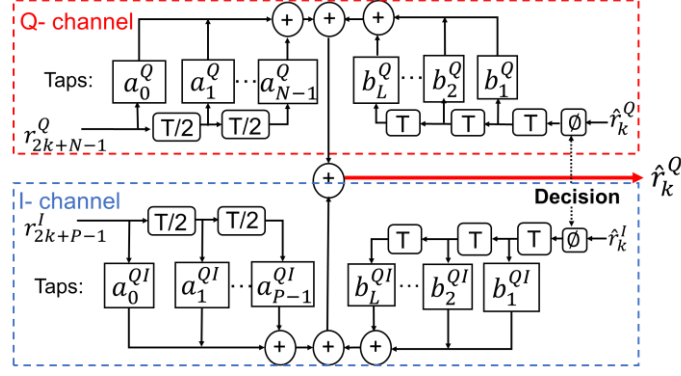 Q- channel
+ + +
Taps: a_0^Q a_1^Q ... a_{N-1}^Q b_L^Q ... b_2^Q b_1^Q
r_{2k+N-1}^Q T/2 T/2 T T T Ø r̂_k^Q
+ r̂_k^Q
I- channel Decision
r_{2k+P-1}^I T/2 T/2 T T T Ø r̂_k^I
Taps: a_0^{QI} a_1^{QI} ... a_{P-1}^{QI} b_L^{QI} ... b_2^{QI} b_1^{QI}
+ + +